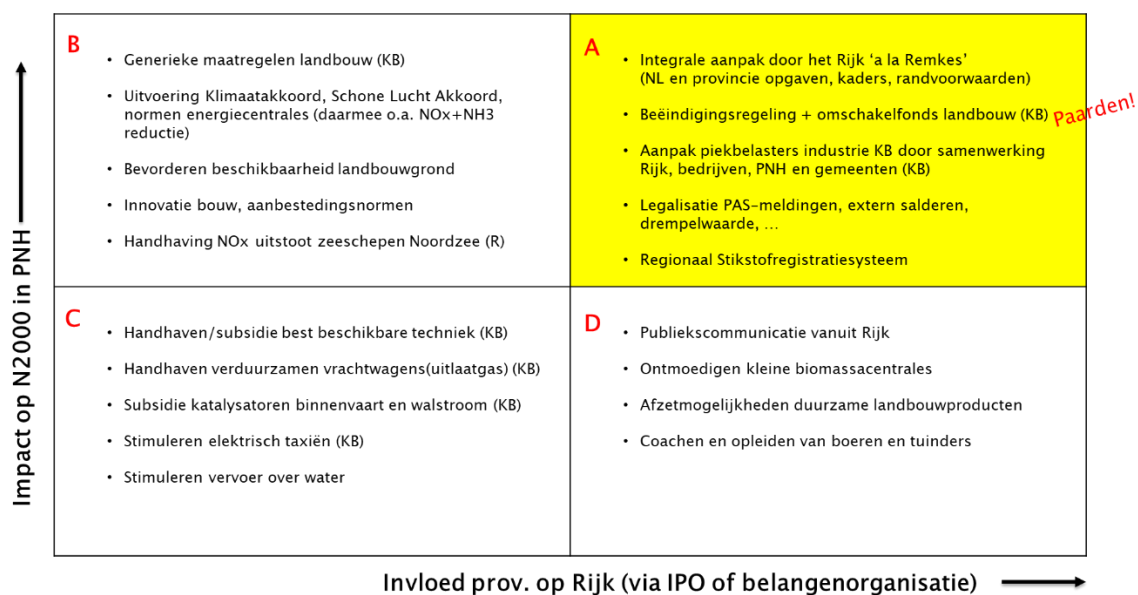 B
• Generieke maatregelen landbouw (KB)
• Uitvoering Klimaatakkoord, Schone Lucht Akkoord,
normen energiecentrales (daarmee o.a. NOx+NH3
reductie)
• Bevorderen beschikbaarheid landbouwgrond
• Innovatie bouw, aanbestedingsnormen
• Handhaving NOx uitstoot zeeschepen Noordzee (R)
A
• Integrale aanpak door het Rijk ‘a la Remkes’
(NL en provincie opgaven, kaders, randvoorwaarden)
• Beëindigingsregeling + omschakelfonds landbouw (KB)
Paarden!
• Aanpak piekbelasters industrie KB door samenwerking
Rijk, bedrijven, PNH en gemeenten (KB)
• Legalisatie PAS-meldingen, extern salderen,
drempelwaarde, ...
• Regionaal Stikstofregistratiesysteem
C
• Handhaven/subsidie best beschikbare techniek (KB)
• Handhaven verduurzamen vrachtwagens(uitlaatgas) (KB)
• Subsidie katalysatoren binnenvaart en walstroom (KB)
• Stimuleren elektrisch taxiën (KB)
• Stimuleren vervoer over water
D
• Publiekscommunicatie vanuit Rijk
• Ontmoedigen kleine biomassacentrales
• Afzetmogelijkheden duurzame landbouwproducten
• Coachen en opleiden van boeren en tuinders
Impact op N2000 in PNH
Invloed prov. op Rijk (via IPO of belangenorganisatie)